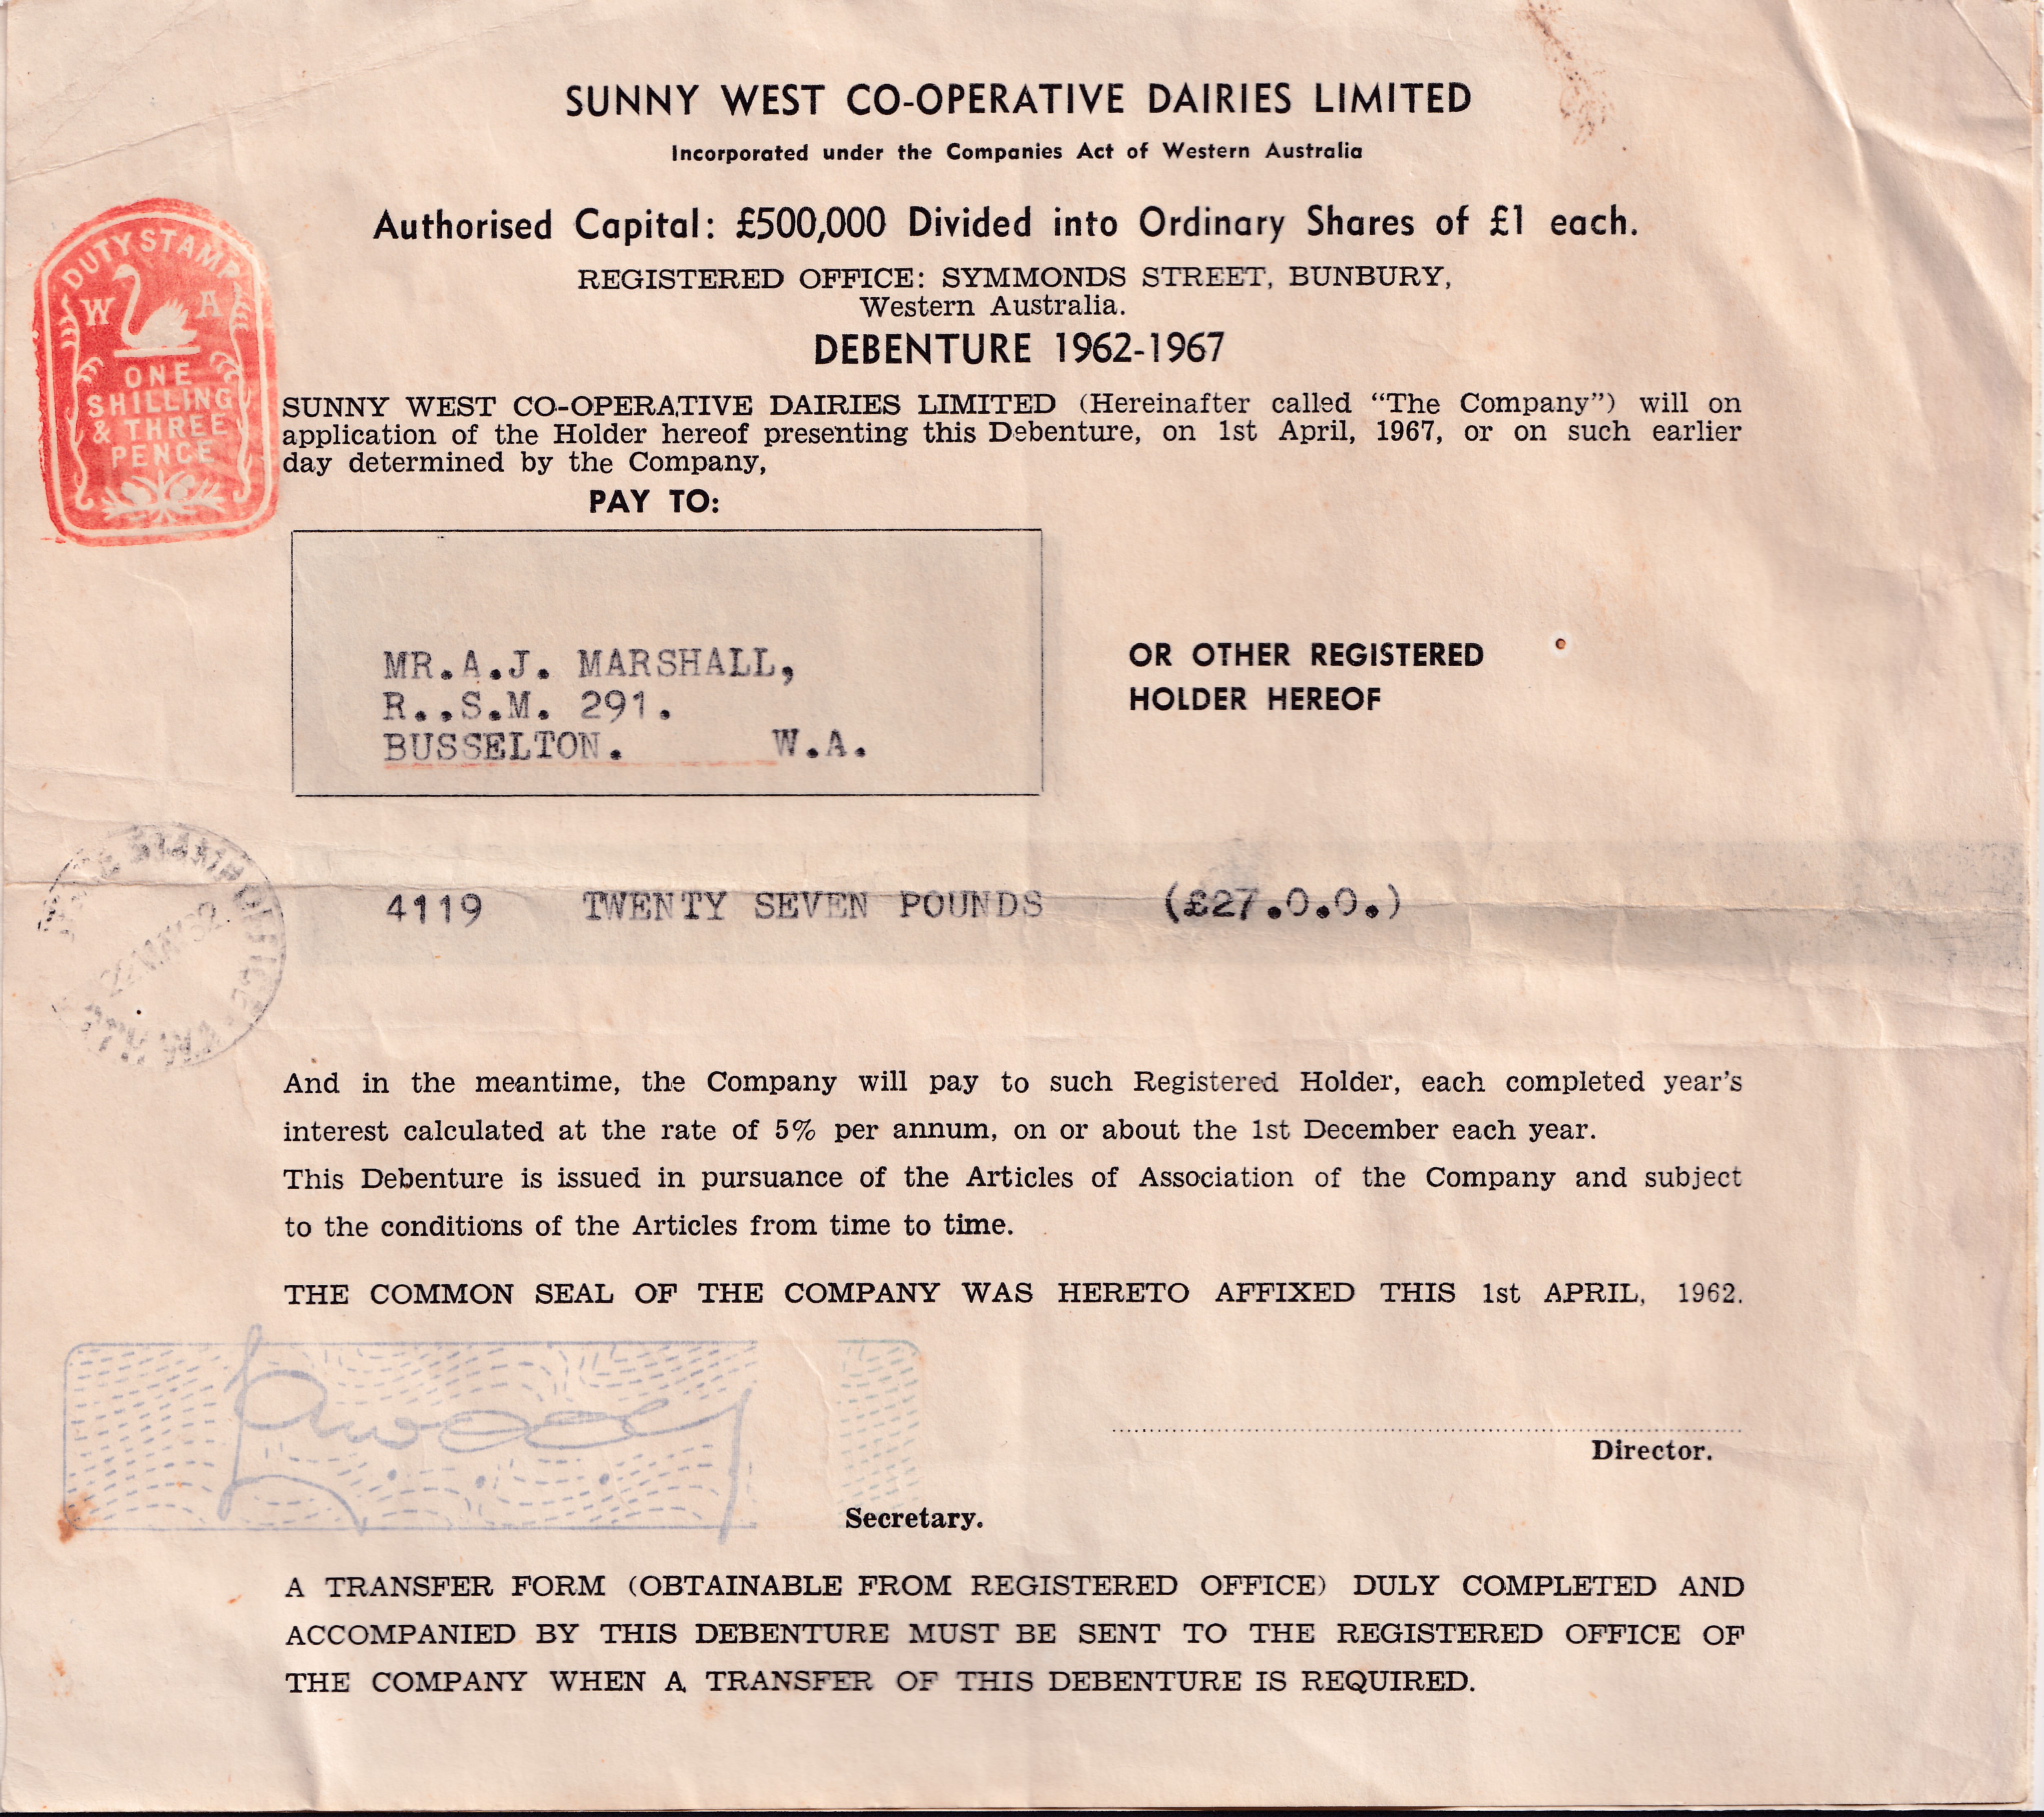 SUNNY WEST CO-OPERATIVE DAIRIES LIMITED
Incorporated under the Companies Act of Western Australia
Authorised Capital: £500,000 Divided into Ordinary Shares of £1 each.
REGISTERED OFFICE: SYMMONDS STREET, BUNBURY,
Western Australia.
DEBENTURE 1962-1967
DUTY STAMP
W A
ONE
SHILLING
& THREE
PENCE
SUNNY WEST CO-OPERATIVE DAIRIES LIMITED (Hereinafter called “The Company”) will on
application of the Holder hereof presenting this Debenture, on 1st April, 1967, or on such earlier
day determined by the Company,
PAY TO:
MR.A.J. MARSHALL,
R..S.M. 291.
BUSSELTON. W.A.
OR OTHER REGISTERED
HOLDER HEREOF
4119 TWENTY SEVEN POUNDS (£27.0.0.)
22 MAY 62
And in the meantime, the Company will pay to such Registered Holder, each completed year’s
interest calculated at the rate of 5% per annum, on or about the 1st December each year.
This Debenture is issued in pursuance of the Articles of Association of the Company and subject
to the conditions of the Articles from time to time.
THE COMMON SEAL OF THE COMPANY WAS HERETO AFFIXED THIS 1st APRIL, 1962.
Director.
Secretary.
A TRANSFER FORM (OBTAINABLE FROM REGISTERED OFFICE) DULY COMPLETED AND
ACCOMPANIED BY THIS DEBENTURE MUST BE SENT TO THE REGISTERED OFFICE OF
THE COMPANY WHEN A TRANSFER OF THIS DEBENTURE IS REQUIRED.